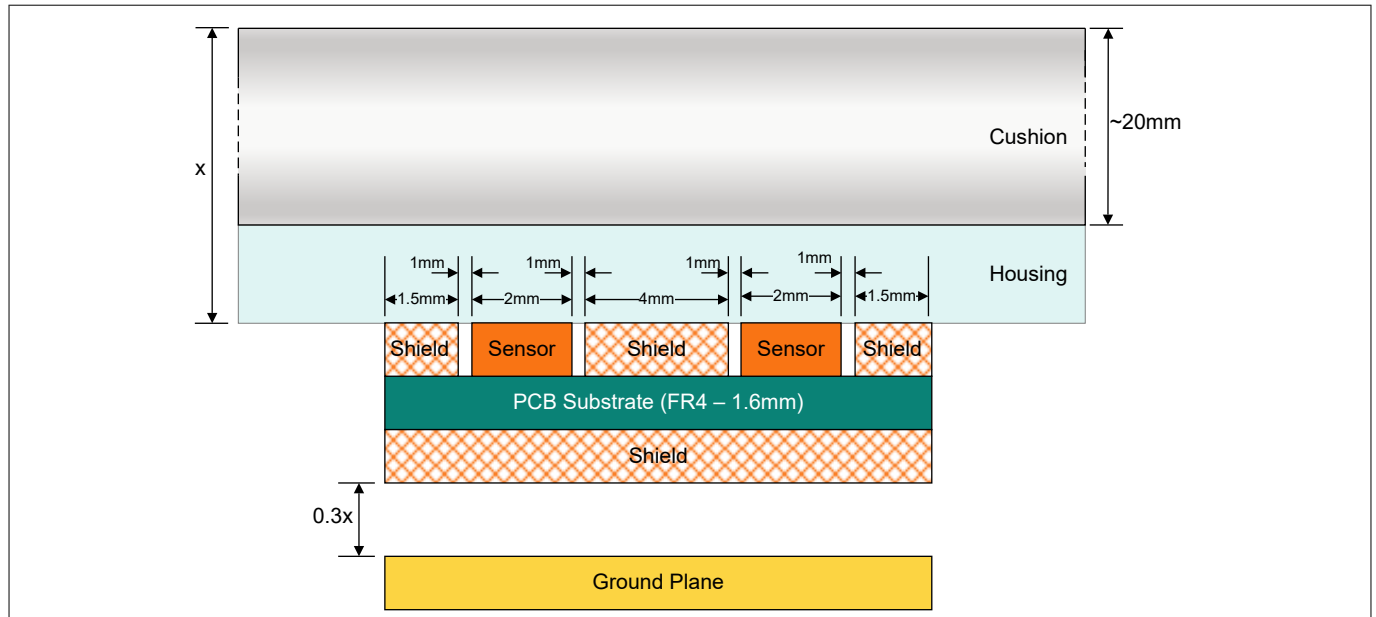 Cushion
~20mm
x
Housing
1mm
1mm
1mm
1mm
1.5mm
2mm
4mm
2mm
1.5mm
Shield
Sensor
Shield
Sensor
Shield
PCB Substrate (FR4 – 1.6mm)
Shield
0.3x
Ground Plane